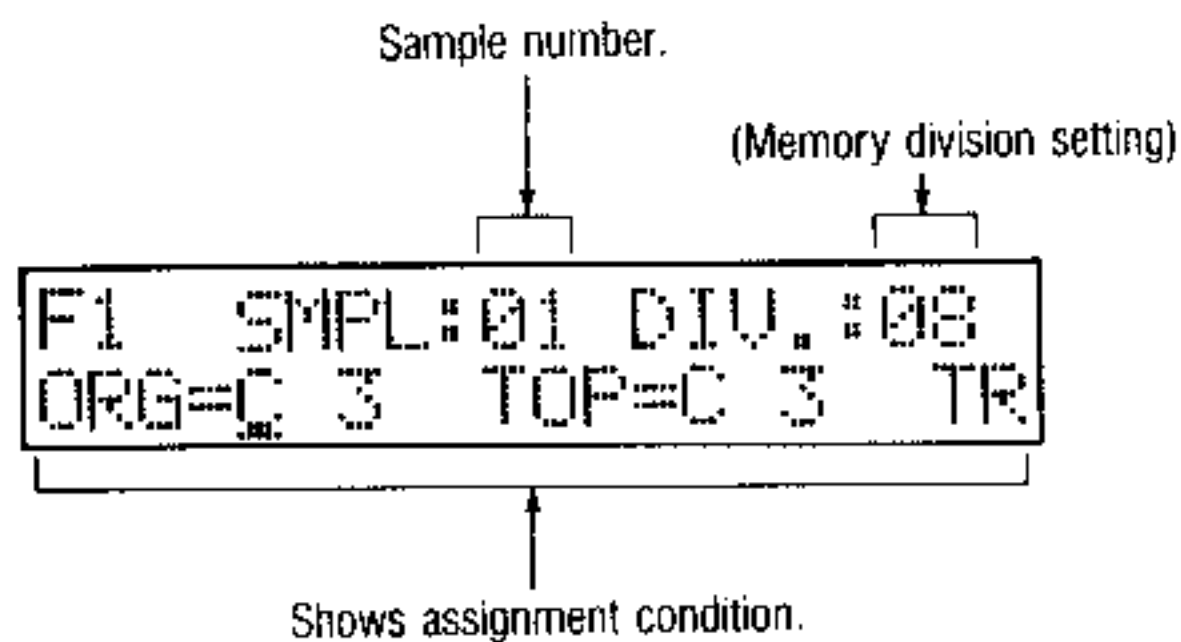 Sample number.
(Memory division setting)
F1 SMPL:01 DIV.:08
ORG=C 3 TOP=C 3 TR
Shows assignment condition.